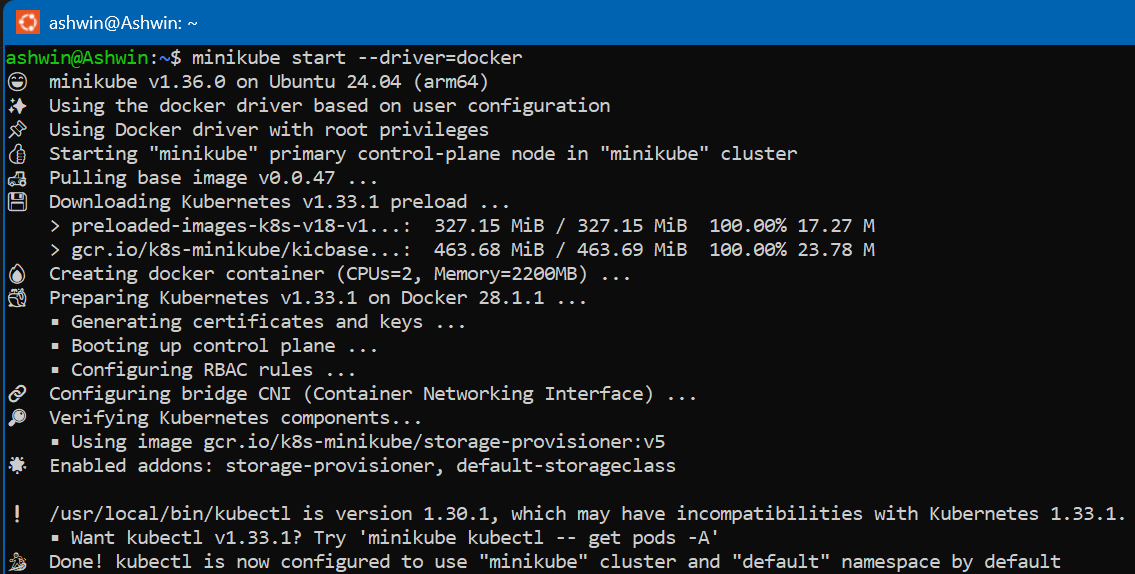 ashwin@Ashwin: ~
ashwin@Ashwin:~$ minikube start --driver=docker
😄 minikube v1.36.0 on Ubuntu 24.04 (arm64)
✨ Using the docker driver based on user configuration
📌 Using Docker driver with root privileges
👍 Starting "minikube" primary control-plane node in "minikube" cluster
🚜 Pulling base image v0.0.47 ...
💾 Downloading Kubernetes v1.33.1 preload ...
> preloaded-images-k8s-v18-v1...: 327.15 MiB / 327.15 MiB 100.00% 17.27 M
> gcr.io/k8s-minikube/kicbase...: 463.68 MiB / 463.69 MiB 100.00% 23.78 M
🔥 Creating docker container (CPUs=2, Memory=2200MB) ...
🐳 Preparing Kubernetes v1.33.1 on Docker 28.1.1 ...
▪ Generating certificates and keys ...
▪ Booting up control plane ...
▪ Configuring RBAC rules ...
🔗 Configuring bridge CNI (Container Networking Interface) ...
🔎 Verifying Kubernetes components...
▪ Using image gcr.io/k8s-minikube/storage-provisioner:v5
🌟 Enabled addons: storage-provisioner, default-storageclass
❗ /usr/local/bin/kubectl is version 1.30.1, which may have incompatibilities with Kubernetes 1.33.1.
▪ Want kubectl v1.33.1? Try 'minikube kubectl -- get pods -A'
🏄 Done! kubectl is now configured to use "minikube" cluster and "default" namespace by default